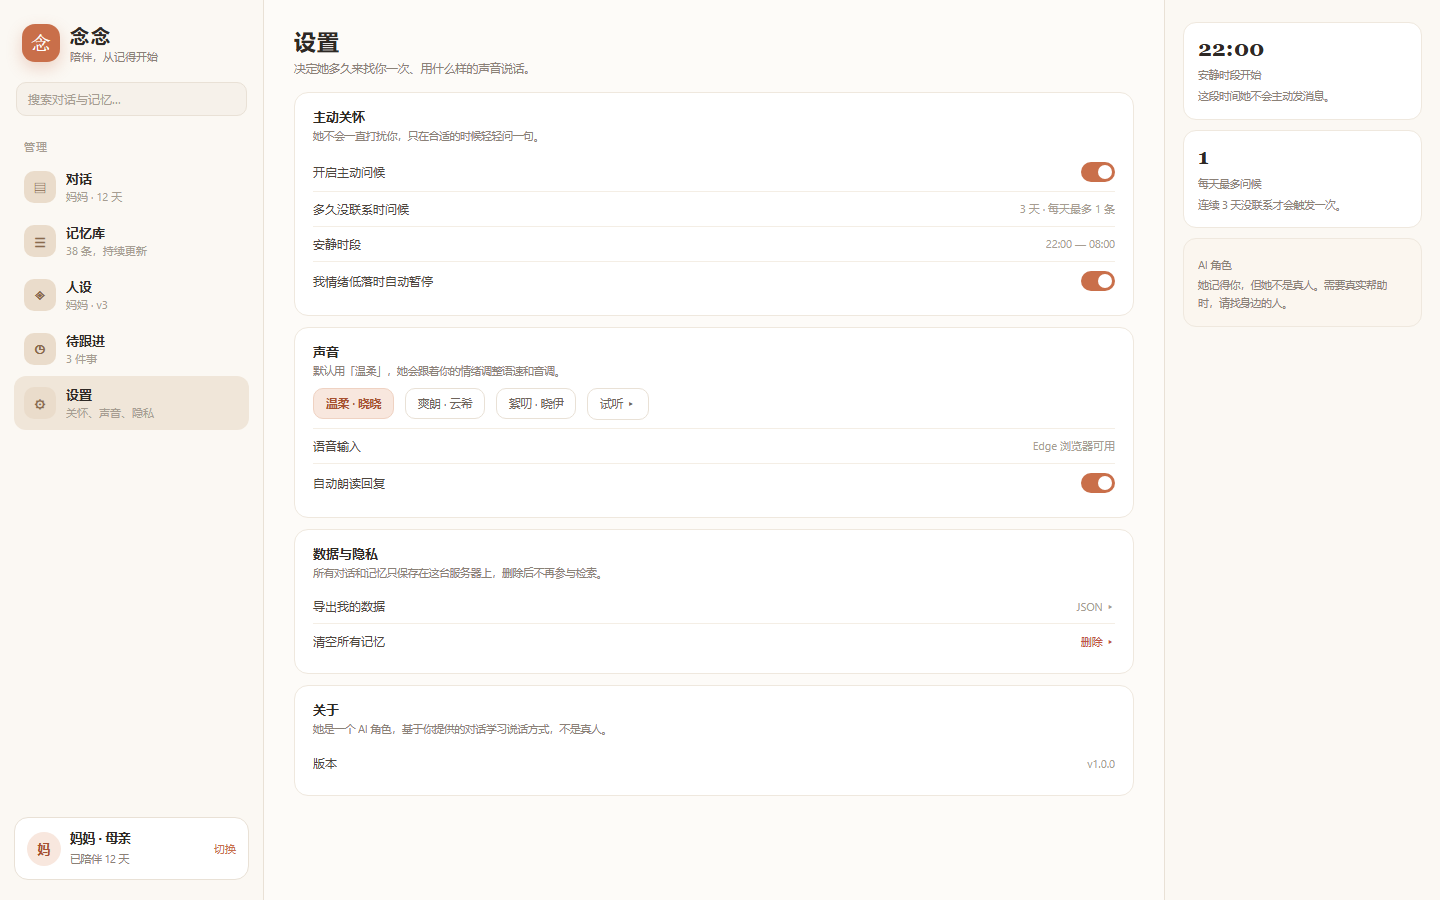 念
念念
陪伴，从记得开始
搜索对话与记忆...
管理
对话
妈妈 · 12 天
记忆库
38 条，持续更新
人设
妈妈 · v3
待跟进
3 件事
设置
关怀、声音、隐私
妈
妈妈 · 母亲
已陪伴 12 天
切换
设置
决定她多久来找你一次、用什么样的声音说话。
主动关怀
她不会一直打扰你，只在合适的时候轻轻问一句。
开启主动问候
多久没联系时问候
3 天 · 每天最多 1 条
安静时段
22:00 — 08:00
我情绪低落时自动暂停
声音
默认用「温柔」，她会跟着你的情绪调整语速和音调。
温柔 · 晓晓
爽朗 · 云希
絮叨 · 晓伊
试听 ▸
语音输入
Edge 浏览器可用
自动朗读回复
数据与隐私
所有对话和记忆只保存在这台服务器上，删除后不再参与检索。
导出我的数据
JSON ▸
清空所有记忆
删除 ▸
关于
她是一个 AI 角色，基于你提供的对话学习说话方式，不是真人。
版本
v1.0.0
22:00
安静时段开始
这段时间她不会主动发消息。
1
每天最多问候
连续 3 天没联系才会触发一次。
AI 角色
她记得你，但她不是真人。需要真实帮助
时，请找身边的人。